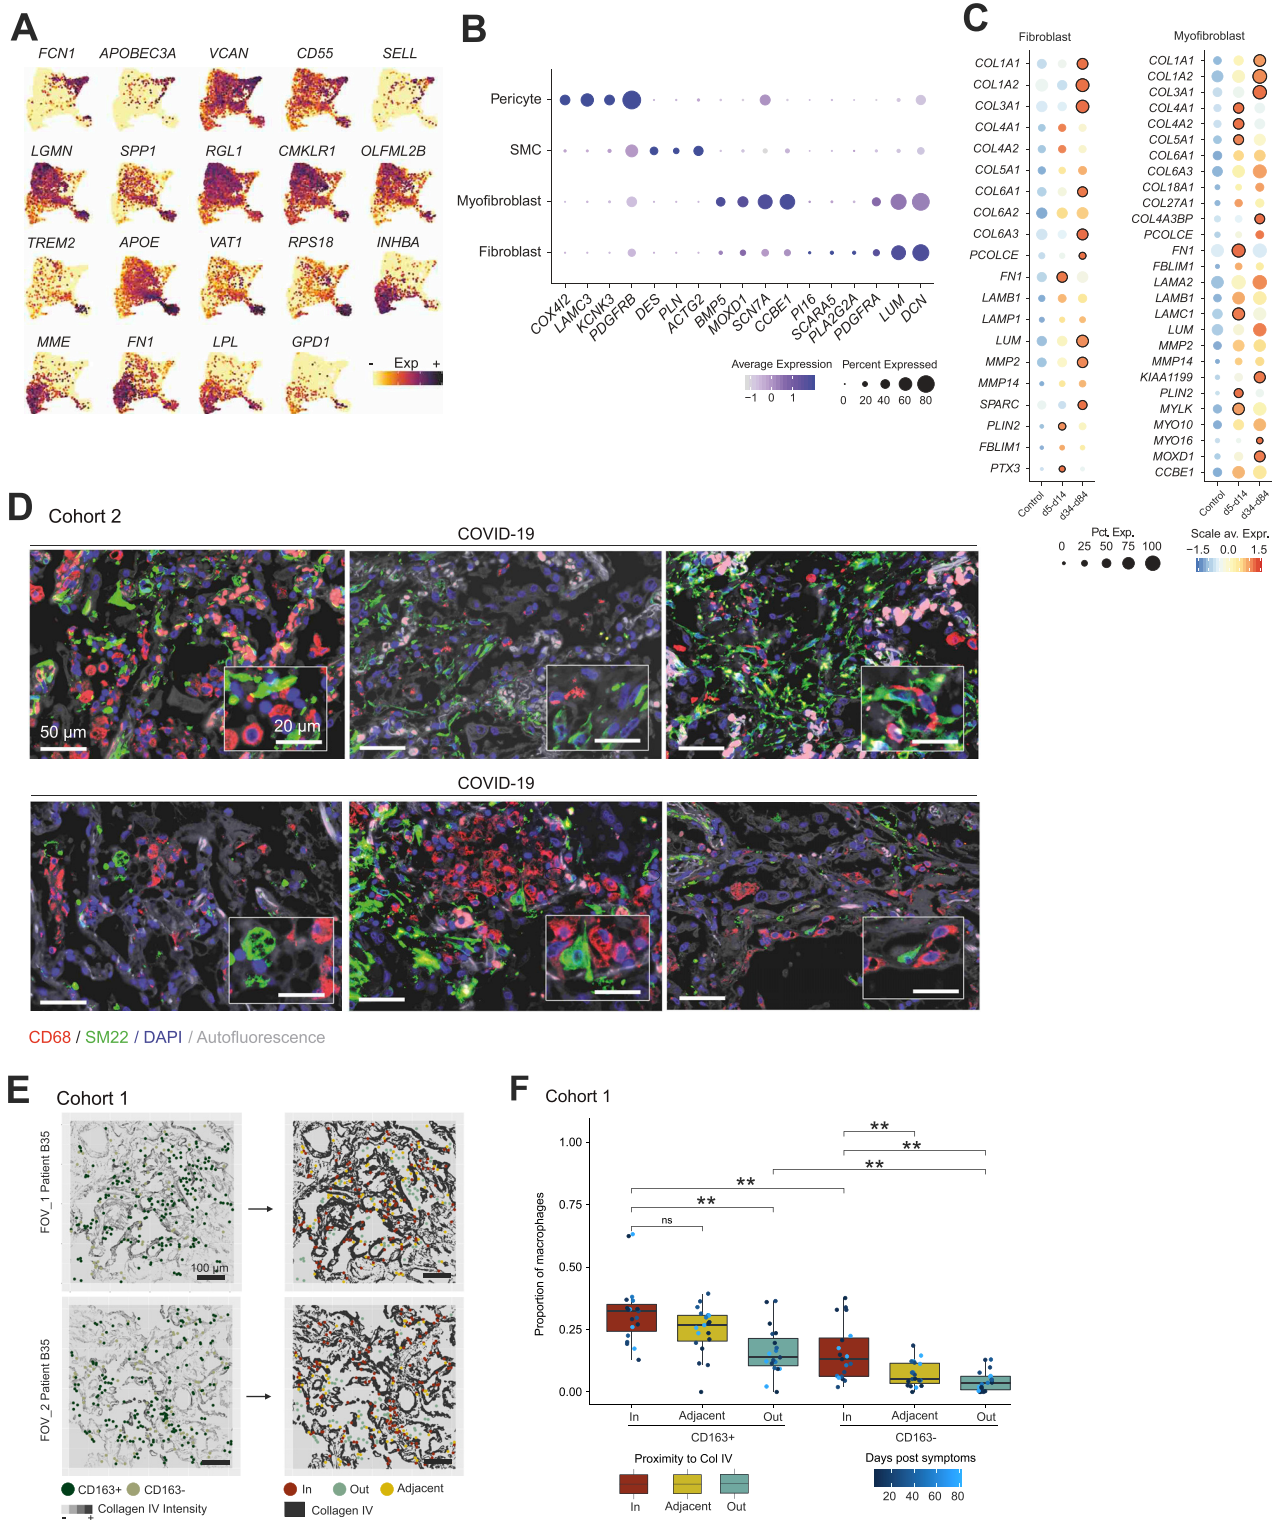 A
FCN1 APOBEC3A VCAN CD55 SELL
LGMN SPP1 RGL1 CMKLR1 OLFML2B
TREM2 APOE VAT1 RPS18 INHBA
MME FN1 LPL GPD1
- Exp +
B
Pericyte
SMC
Myofibroblast
Fibroblast
COX4I2 LAMC3 KCNK3 PDGFRB DES PLN ACTG2 BMP5 MOXD1 SCN7A CCBE1 PI16 SCARA5 PLA2G2A PDGFRA LUM DCN
Average Expression
−1 0 1
Percent Expressed
0 20 40 60 80
C
Fibroblast
COL1A1
COL1A2
COL3A1
COL4A1
COL4A2
COL5A1
COL6A1
COL6A2
COL6A3
PCOLCE
FN1
LAMB1
LAMP1
LUM
MMP2
MMP14
SPARC
PLIN2
FBLIM1
PTX3
Control d5-d14 d34-d84
Myofibroblast
COL1A1
COL1A2
COL3A1
COL4A1
COL4A2
COL5A1
COL6A1
COL6A3
COL18A1
COL27A1
COL4A3BP
PCOLCE
FN1
FBLIM1
LAMA2
LAMB1
LAMC1
LUM
MMP2
MMP14
KIAA1199
PLIN2
MYLK
MYO10
MYO16
MOXD1
CCBE1
Control d5-d14 d34-d84
Pct. Exp.
0 25 50 75 100
Scale av. Expr.
−1.5 0.0 1.5
D Cohort 2
COVID-19
50 µm
20 µm
COVID-19
CD68 / SM22 / DAPI / Autofluorescence
E Cohort 1
FOV_1 Patient B35
100 µm
FOV_2 Patient B35
CD163+ CD163-
Collagen IV Intensity
- +
In Out Adjacent
Collagen IV
F Cohort 1
Proportion of macrophages
1.00
0.75
0.50
0.25
0.00
**
**
**
**
**
ns
In Adjacent Out In Adjacent Out
CD163+ CD163-
Proximity to Col IV
In Adjacent Out
Days post symptoms
20 40 60 80